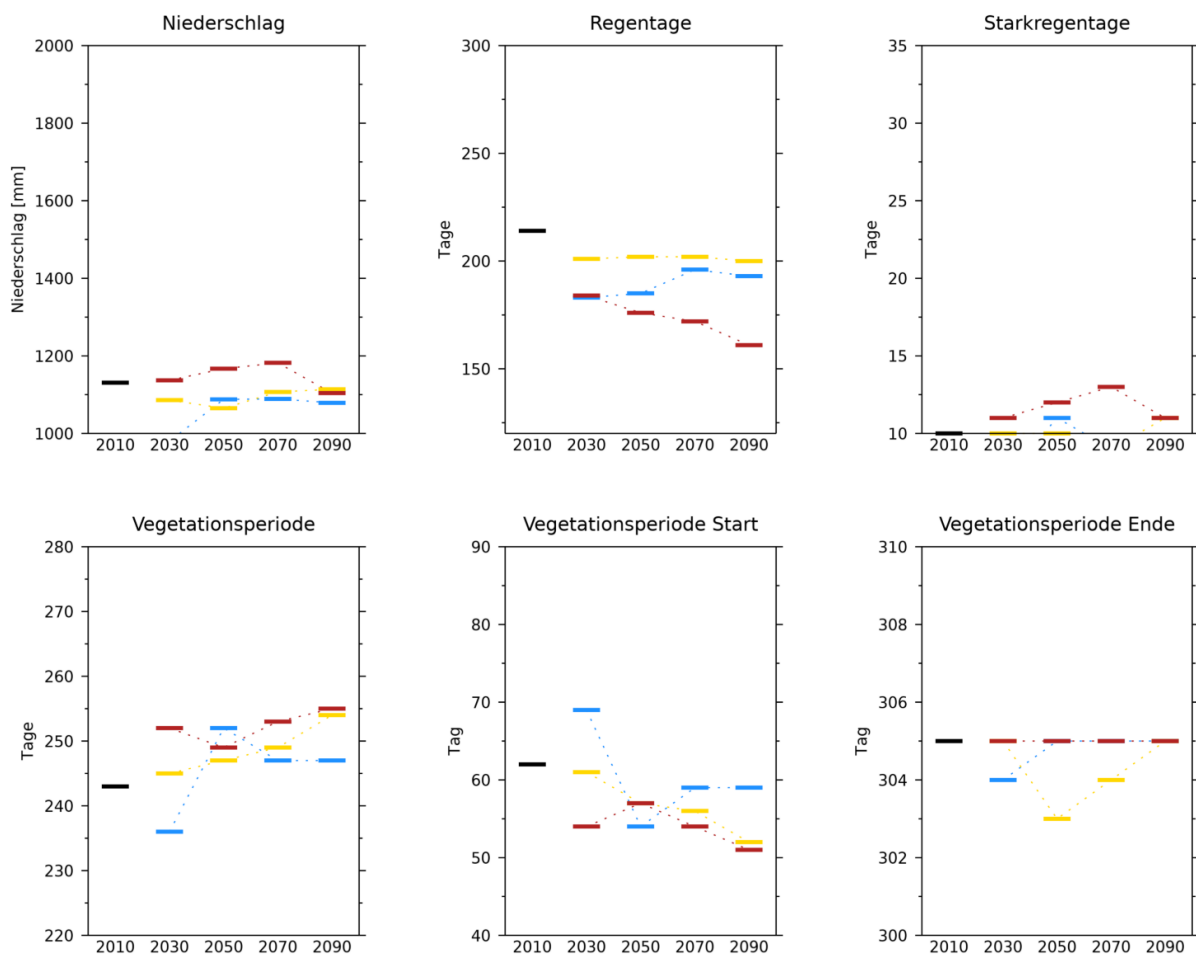 Niederschlag
Niederschlag [mm]
2000
1800
1600
1400
1200
1000
2010 2030 2050 2070 2090
Regentage
Tage
300
250
200
150
2010 2030 2050 2070 2090
Starkregentage
Tage
35
30
25
20
15
10
2010 2030 2050 2070 2090
Vegetationsperiode
Tage
280
270
260
250
240
230
220
2010 2030 2050 2070 2090
Vegetationsperiode Start
Tag
90
80
70
60
50
40
2010 2030 2050 2070 2090
Vegetationsperiode Ende
Tag
310
308
306
304
302
300
2010 2030 2050 2070 2090